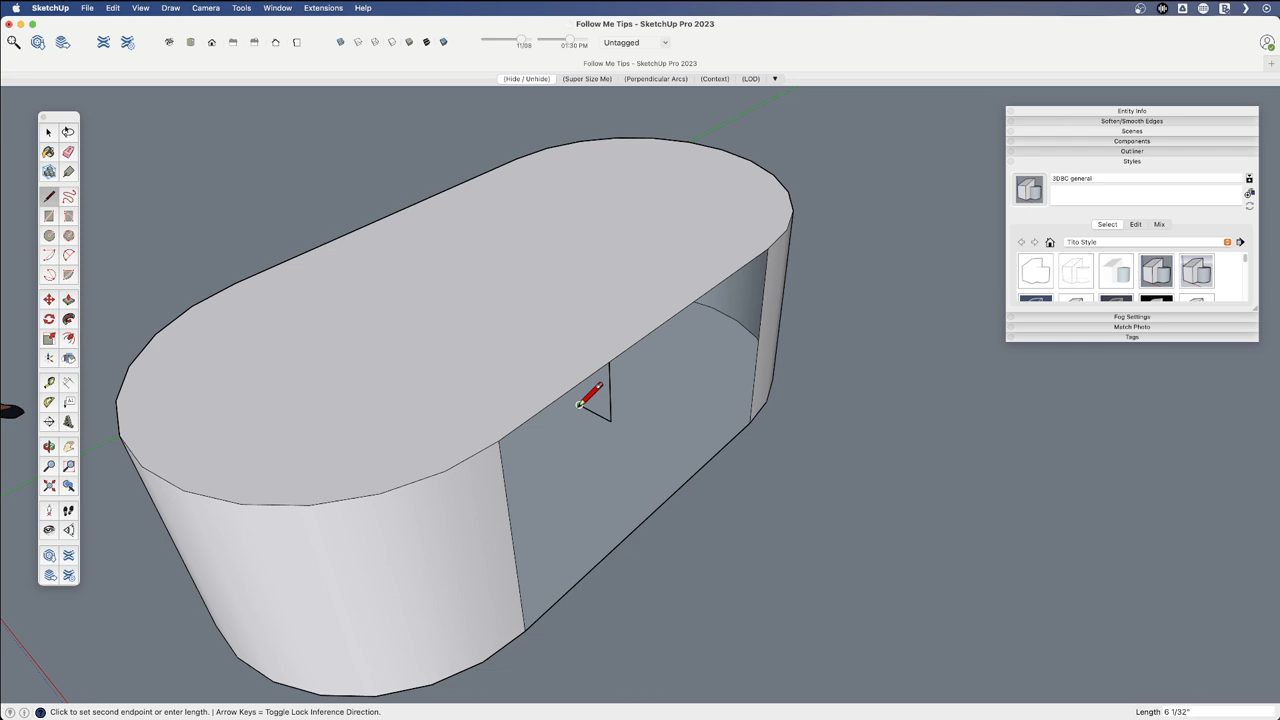 SketchUp File Edit View Draw Camera Tools Window Extensions Help
Follow Me Tips - SketchUp Pro 2023
11/08 01:30 PM Untagged
Follow Me Tips - SketchUp Pro 2023
(Hide / Unhide) (Super Size Me) (Perpendicular Arcs) (Context) (LOD)
Entity Info
Soften/Smooth Edges
Scenes
Components
Outliner
Styles
3DBC general
Select Edit Mix
Tito Style
Fog Settings
Match Photo
Tags
Click to set second endpoint or enter length. | Arrow Keys = Toggle Lock Inference Direction. Length 6 1/32"